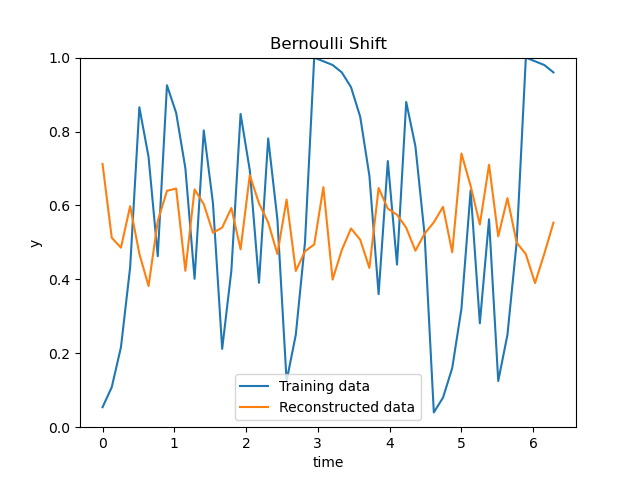 Bernoulli Shift
1.0
0.8
0.6
y
0.4
0.2
0.0
Training data
Reconstructed data
0 1 2 3 4 5 6
time